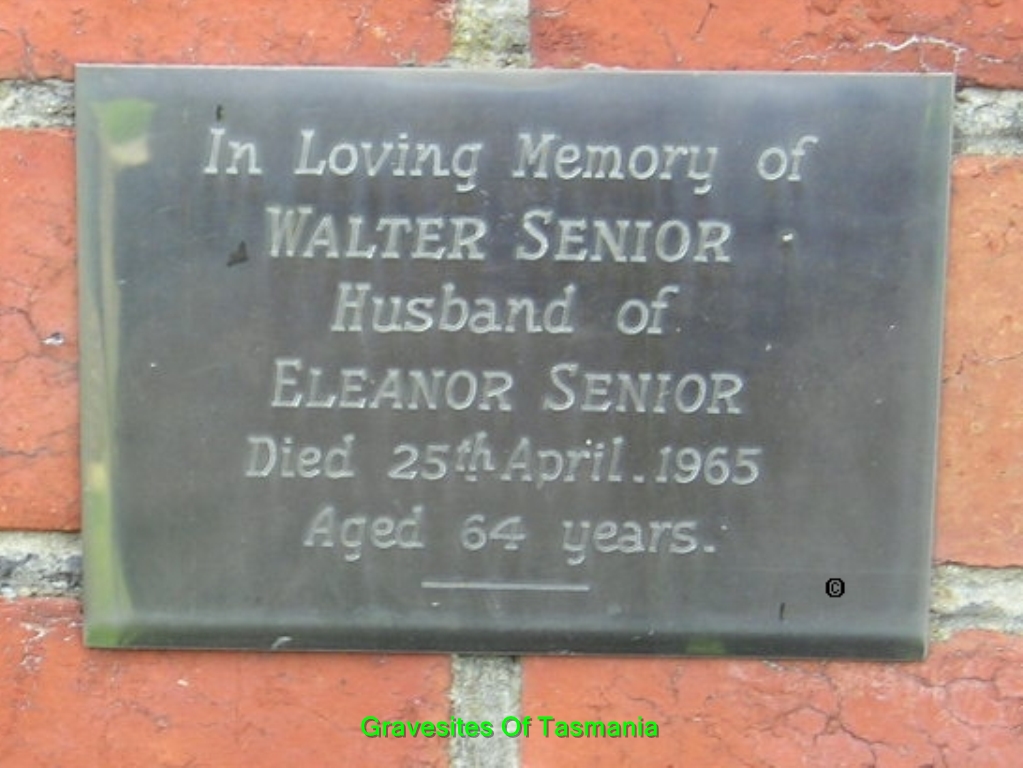 In Loving Memory of
WALTER SENIOR
Husband of
ELEANOR SENIOR
Died 25th April. 1965
Aged 64 years.
©
Gravesites Of Tasmania